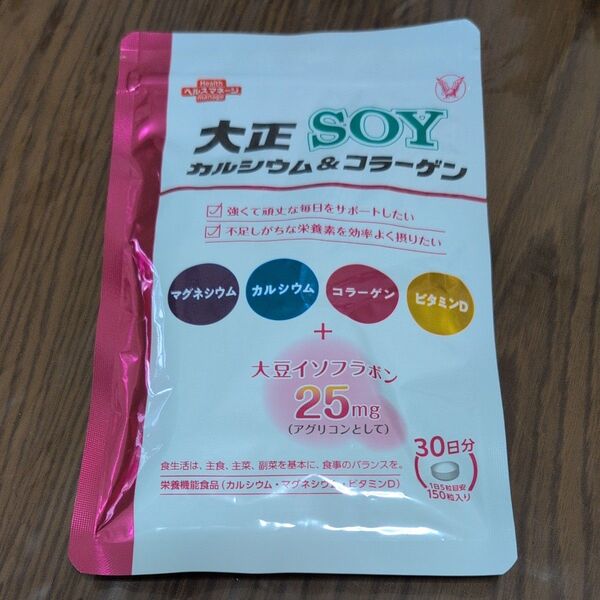 Health
ヘルスマネージ
manage
大正 SOY
カルシウム&コラーゲン
強くて頑丈な毎日をサポートしたい
不足しがちな栄養素を効率よく摂りたい
マグネシウム
カルシウム
コラーゲン
ビタミンD
+
大豆イソフラボン
25mg
(アグリコンとして)
30日分
1日5粒目安
150粒入り
食生活は、主食、主菜、副菜を基本に、食事のバランスを。
栄養機能食品(カルシウム・マグネシウム・ビタミンD)